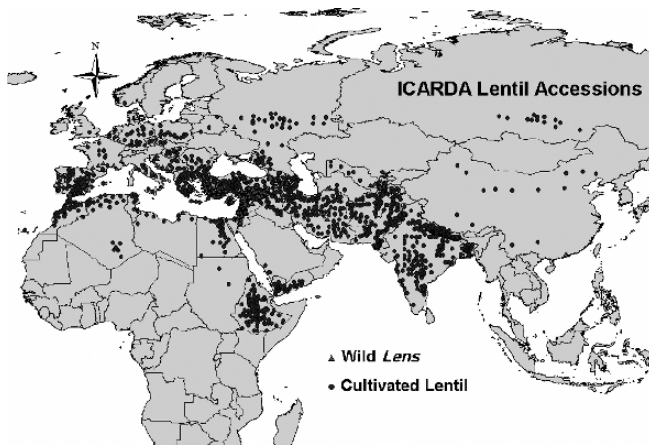 N
ICARDA Lentil Accessions
Wild Lens
Cultivated Lentil